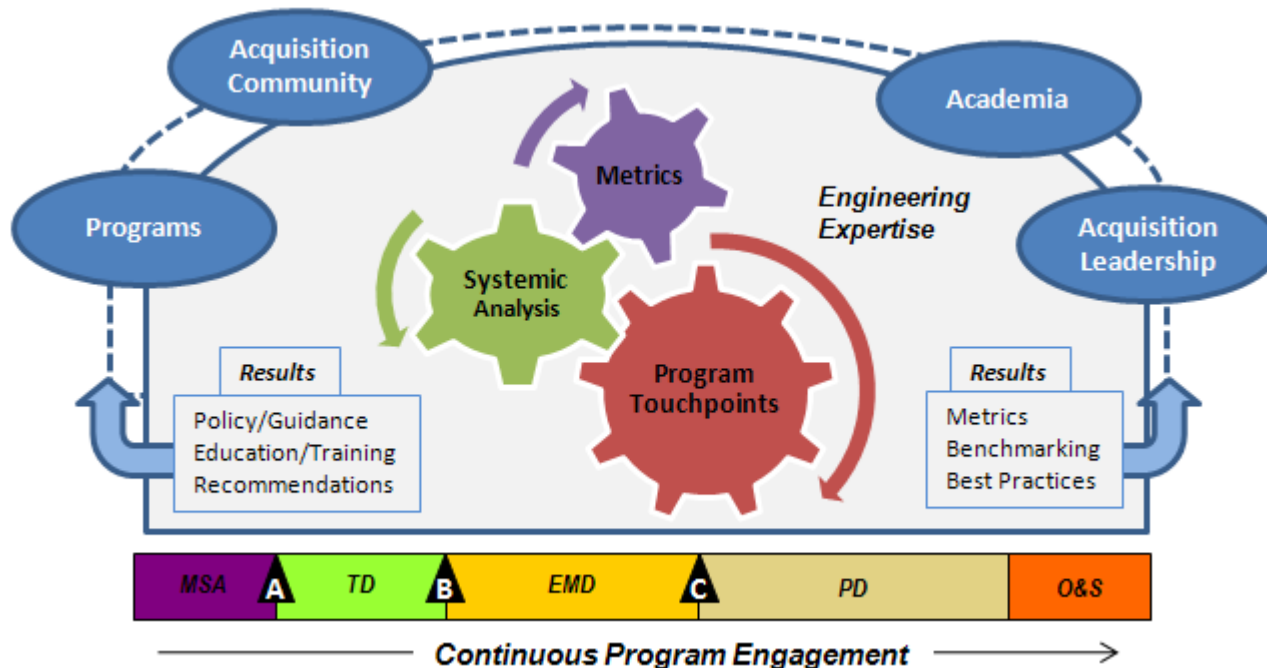 Acquisition
Community
Academia
Programs
Acquisition
Leadership
Metrics
Engineering
Expertise
Systemic
Analysis
Program
Touchpoints
Results
Policy/Guidance
Education/Training
Recommendations
Results
Metrics
Benchmarking
Best Practices
MSA A TD B EMD C PD O&S
Continuous Program Engagement